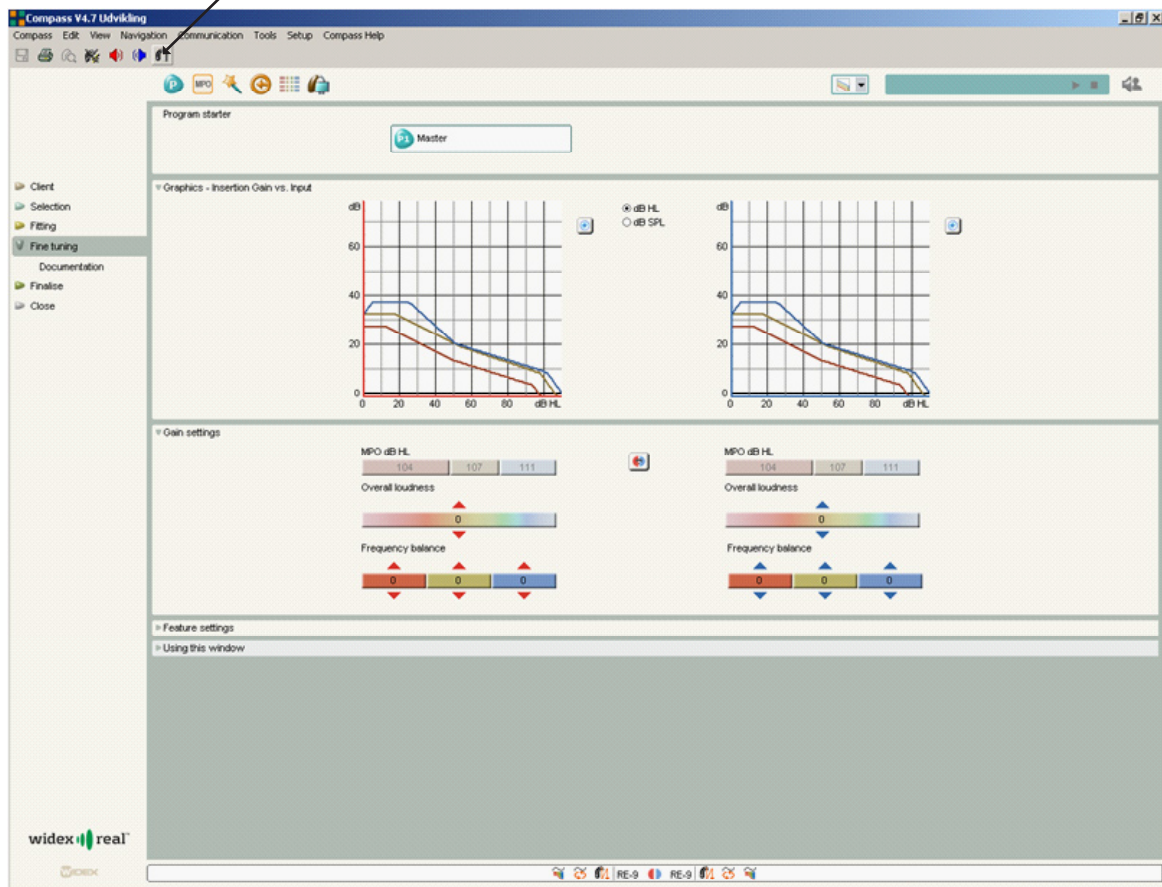 Compass V4.7 Udvikling
Compass Edit View Navigation Communication Tools Setup Compass Help
P MPO
Program starter
P1 Master
Client
Selection
Fitting
Fine tuning
Documentation
Finalise
Close
Graphics - Insertion Gain vs. Input
dB
60
40
20
0
0 20 40 60 80 dB HL
dB HL
dB SPL
dB
60
40
20
0
0 20 40 60 80 dB HL
Gain settings
MPO dB HL
104 107 111
Overall loudness
0
Frequency balance
0 0 0
MPO dB HL
104 107 111
Overall loudness
0
Frequency balance
0 0 0
Feature settings
Using this window
widex real
WIDEX
RE-9 RE-9